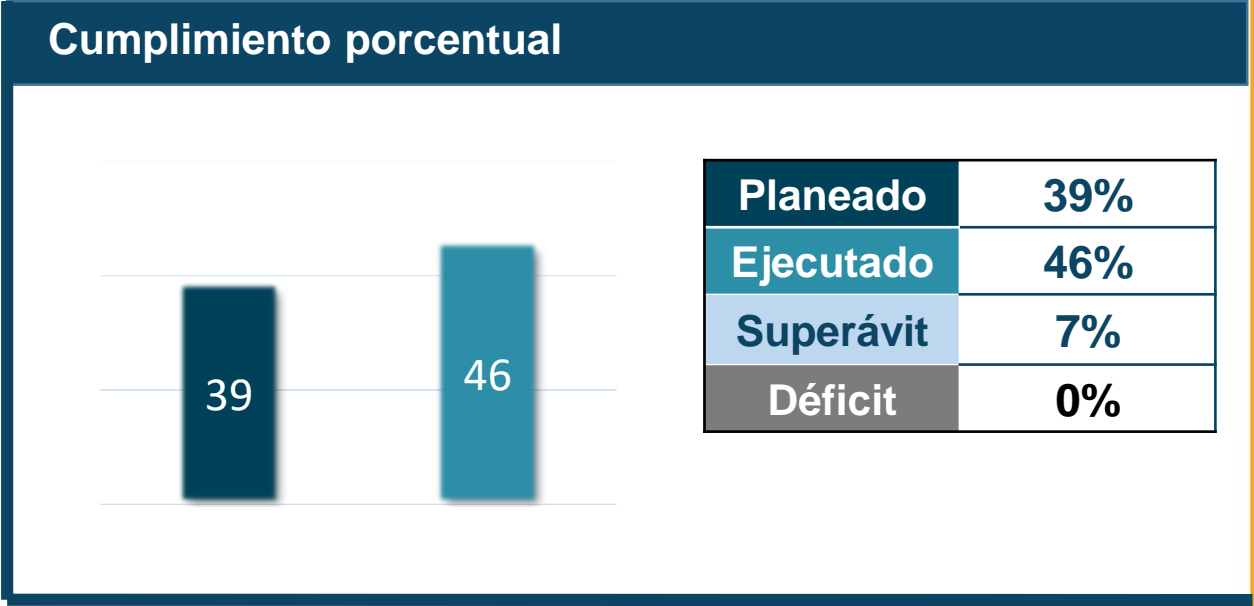 Cumplimiento porcentual
39
46
Planeado 39%
Ejecutado 46%
Superávit 7%
Déficit 0%